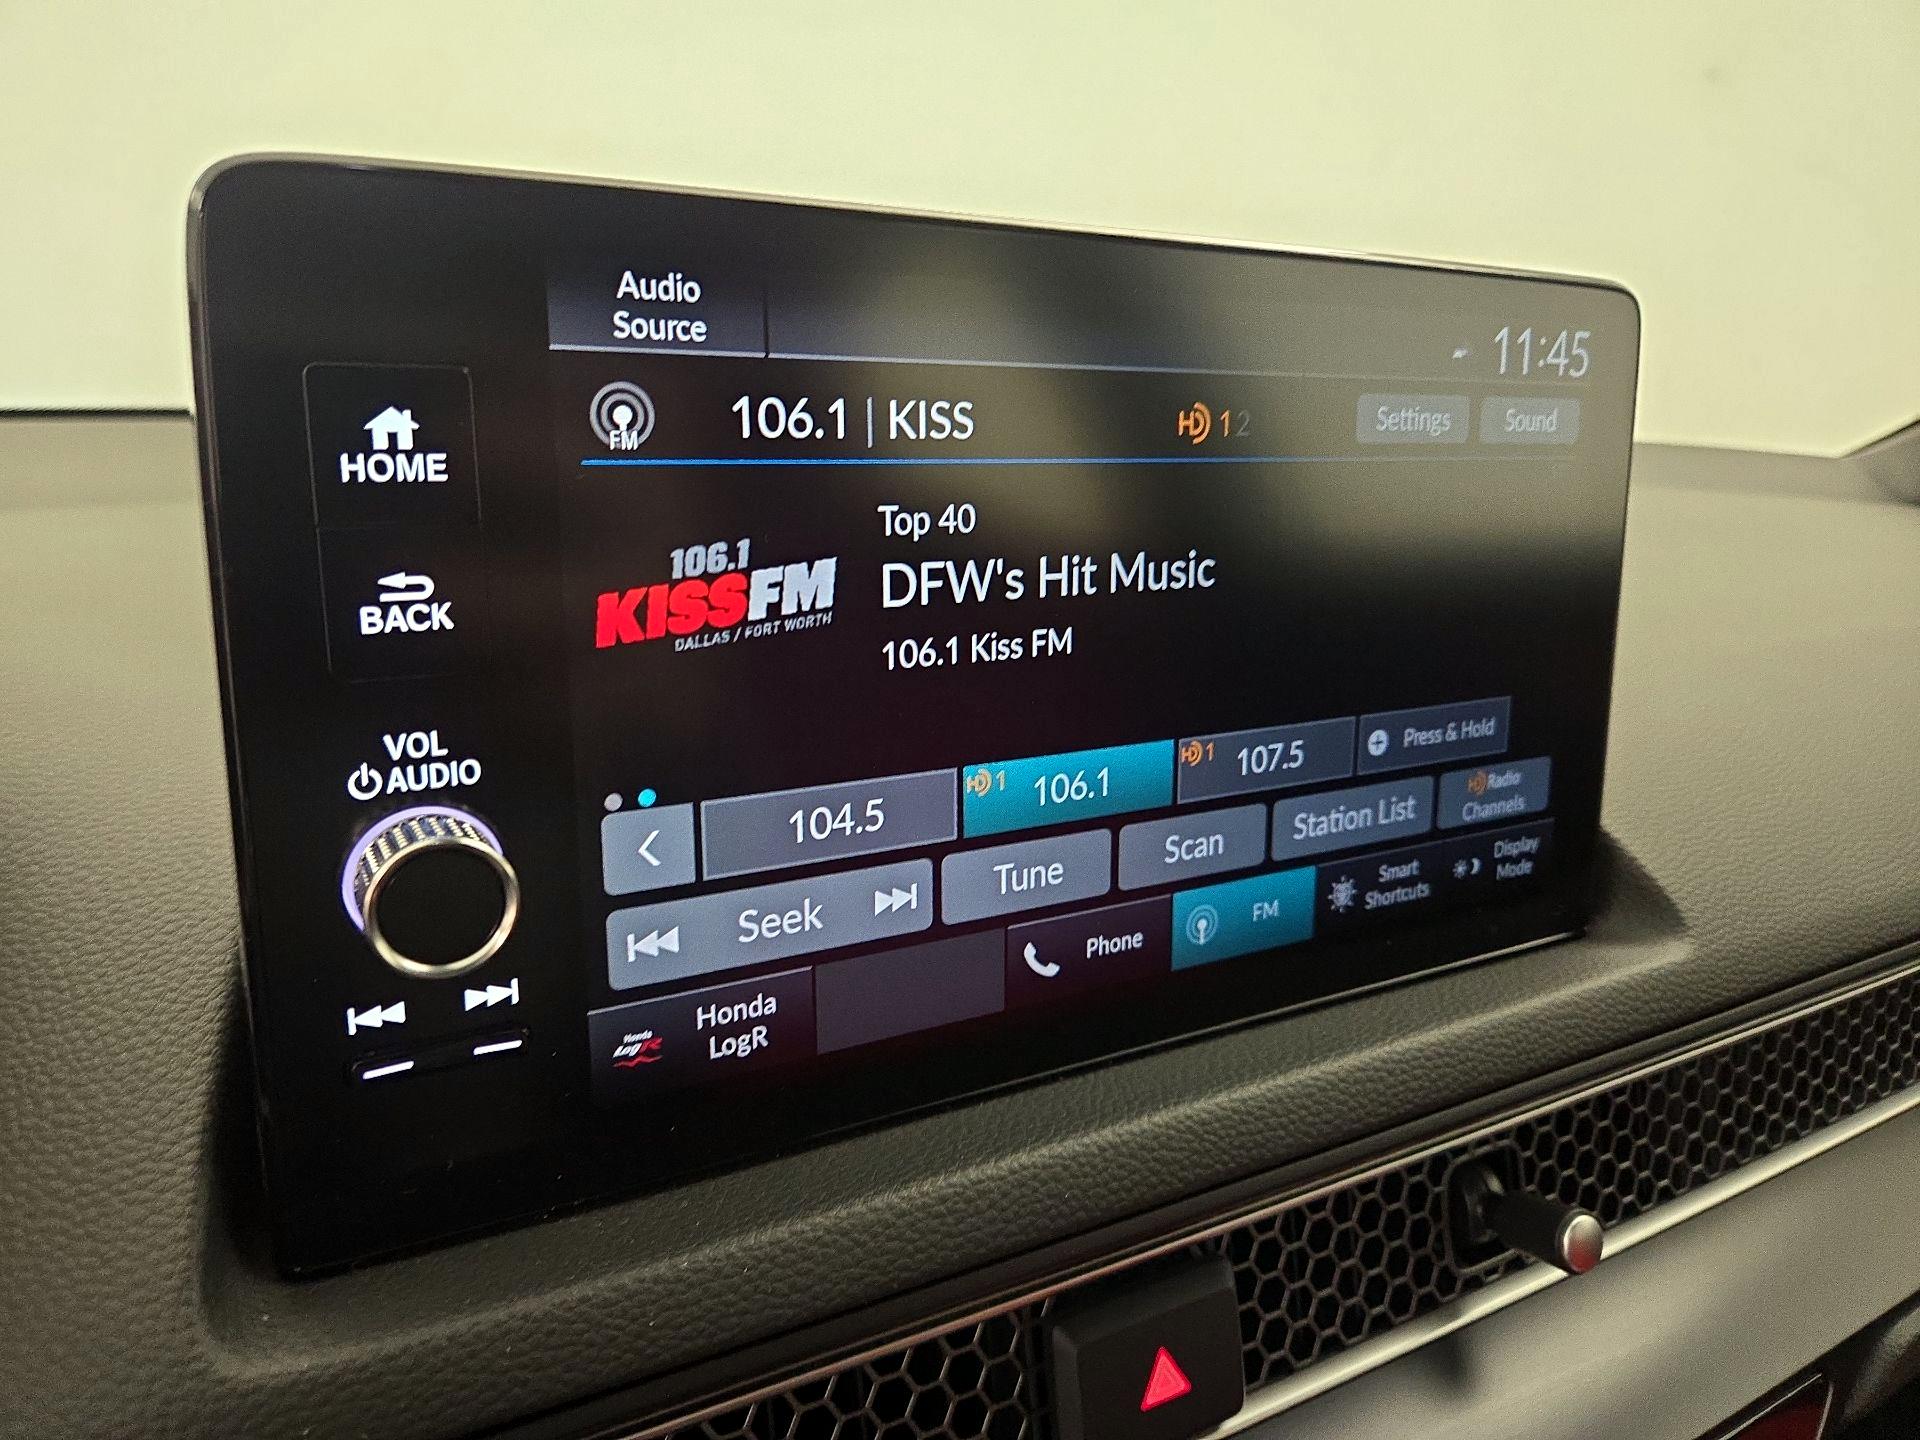 Audio
Source
11:45
HOME
FM
106.1 | KISS
HD 1 2
Settings
Sound
Top 40
106.1
KISSFM
DALLAS / FORT WORTH
DFW's Hit Music
106.1 Kiss FM
BACK
VOL
AUDIO
104.5
HD 1 106.1
HD 1 107.5
Press & Hold
Seek
Tune
Scan
Station List
HD Radio
Channels
Honda
LogR
Honda
LogR
Phone
FM
Smart
Shortcuts
Display
Mode